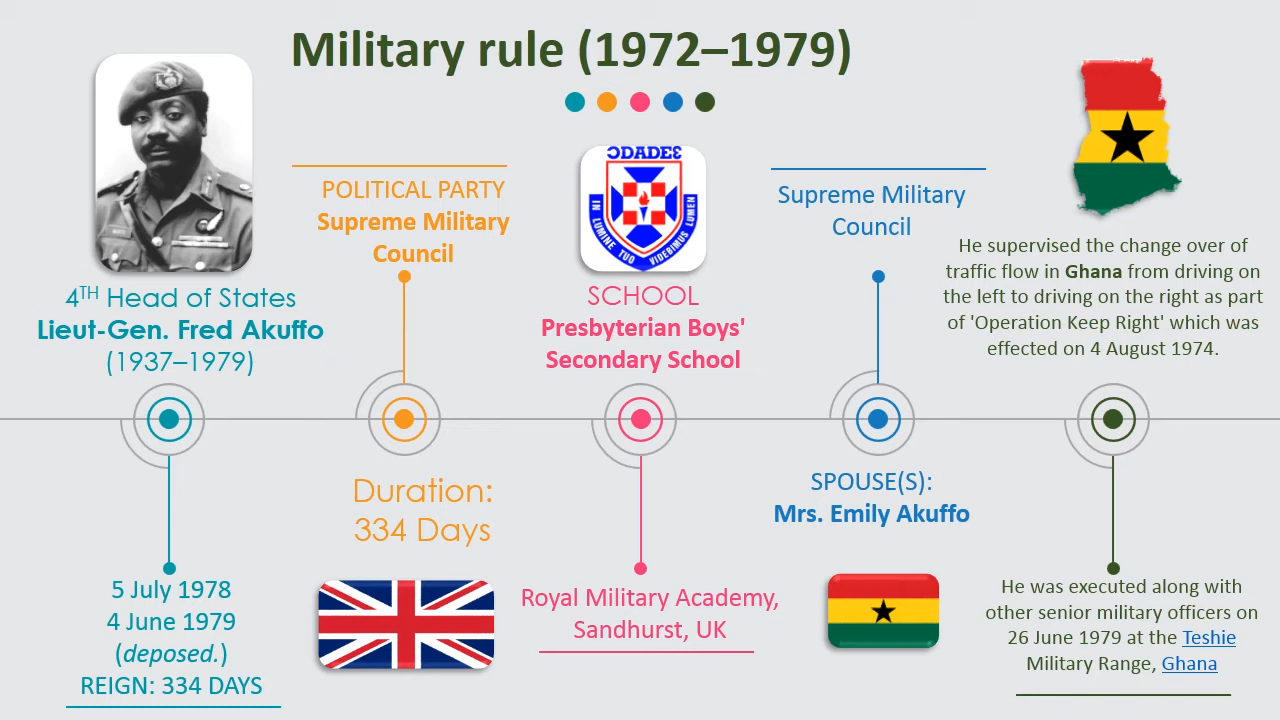 Military rule (1972–1979)
4TH Head of States
Lieut-Gen. Fred Akuffo
(1937–1979)
5 July 1978
4 June 1979
(deposed.)
REIGN: 334 DAYS
POLITICAL PARTY
Supreme Military
Council
Duration:
334 Days
ƆDADEƐ
IN LUMINE TUO VIDEBIMUS LUMEN
SCHOOL
Presbyterian Boys'
Secondary School
Royal Military Academy,
Sandhurst, UK
Supreme Military
Council
SPOUSE(S):
Mrs. Emily Akuffo
He supervised the change over of
traffic flow in Ghana from driving on
the left to driving on the right as part
of 'Operation Keep Right' which was
effected on 4 August 1974.
He was executed along with
other senior military officers on
26 June 1979 at the Teshie
Military Range, Ghana